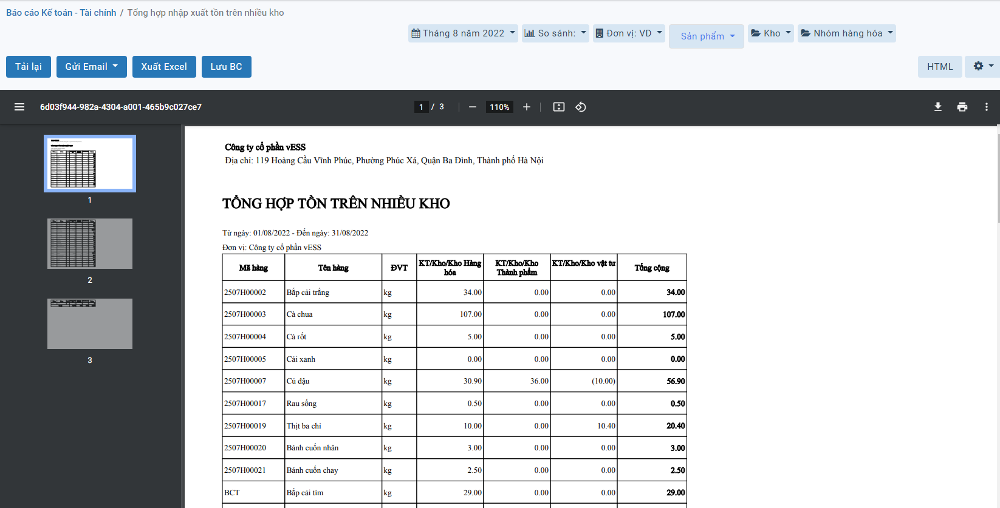 Báo cáo Kế toán - Tài chính / Tổng hợp nhập xuất tồn trên nhiều kho
Tháng 8 năm 2022 So sánh: Đơn vị: VD Sản phẩm Kho Nhóm hàng hóa
Tải lại Gửi Email Xuất Excel Lưu BC HTML
6d03f944-982a-4304-a001-465b9c027ce7 1 / 3 110%
1
2
3
Công ty cổ phần vESS
Địa chỉ: 119 Hoàng Cầu Vĩnh Phúc, Phường Phúc Xá, Quận Ba Đình, Thành phố Hà Nội
TỔNG HỢP TỒN TRÊN NHIỀU KHO
Từ ngày: 01/08/2022 - Đến ngày: 31/08/2022
Đơn vị: Công ty cổ phần vESS
Mã hàng Tên hàng ĐVT KT/Kho/Kho Hàng hóa KT/Kho/Kho Thành phẩm KT/Kho/Kho vật tư Tổng cộng
2507H00002 Bắp cải trắng kg 34.00 0.00 0.00 34.00
2507H00003 Cà chua kg 107.00 0.00 0.00 107.00
2507H00004 Cà rốt kg 5.00 0.00 0.00 5.00
2507H00005 Cải xanh kg 0.00 0.00 0.00 0.00
2507H00007 Củ đậu kg 30.90 36.00 (10.00) 56.90
2507H00017 Rau sống kg 0.50 0.00 0.00 0.50
2507H00019 Thịt ba chỉ kg 10.00 0.00 10.40 20.40
2507H00020 Bánh cuốn nhân kg 3.00 0.00 0.00 3.00
2507H00021 Bánh cuốn chay kg 2.50 0.00 0.00 2.50
BCT Bắp cải tím kg 29.00 0.00 0.00 29.00